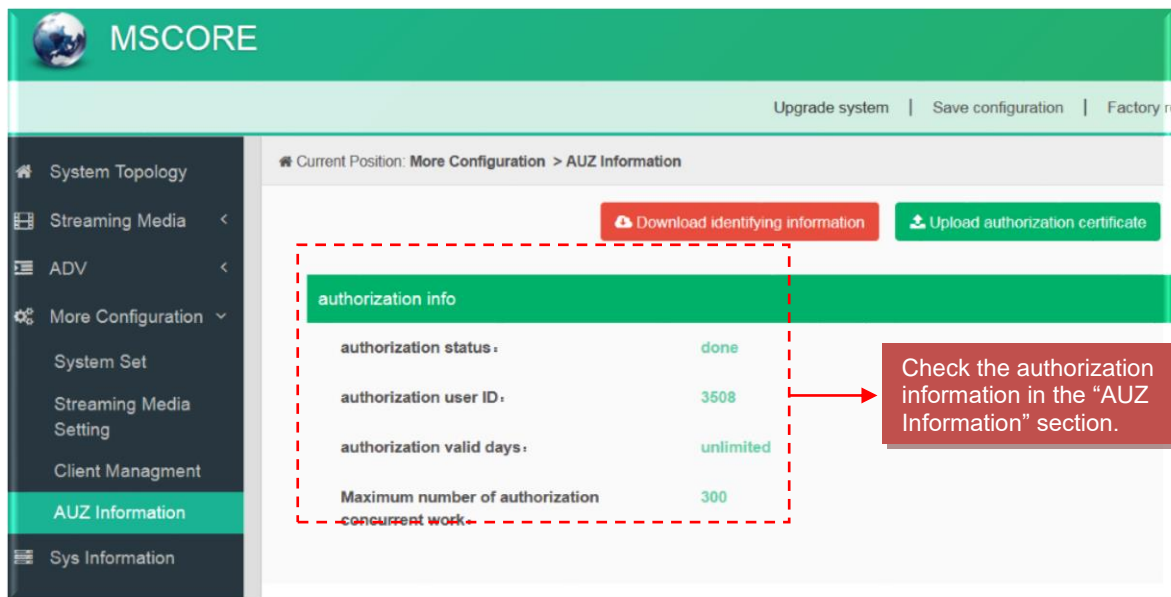 MSCORE
Upgrade system | Save configuration | Factory r
Current Position: More Configuration > AUZ Information
System Topology
Streaming Media
ADV
More Configuration
System Set
Streaming Media
Setting
Client Managment
AUZ Information
Sys Information
Download identifying information
Upload authorization certificate
authorization info
authorization status: done
authorization user ID: 3508
authorization valid days: unlimited
Maximum number of authorization 300
concurrent work:
Check the authorization
information in the “AUZ
Information” section.